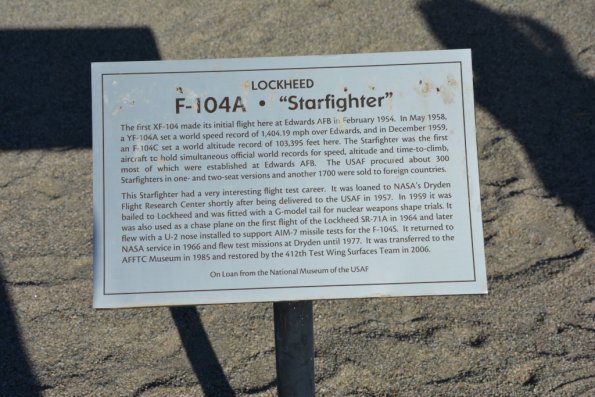 LOCKHEED
F-104A • "Starfighter"
The first XF-104 made its initial flight here at Edwards AFB in February 1954. In May 1958,
a YF-104A set a world speed record of 1,404.19 mph over Edwards, and in December 1959,
an F-104C set a world altitude record of 103,395 feet here. The Starfighter was the first
aircraft to hold simultaneous official world records for speed, altitude and time-to-climb,
most of which were established at Edwards AFB. The USAF procured about 300
Starfighters in one- and two-seat versions and another 1700 were sold to foreign countries.
This Starfighter had a very interesting flight test career. It was loaned to NASA's Dryden
Flight Research Center shortly after being delivered to the USAF in 1957. In 1959 it was
bailed to Lockheed and was fitted with a G-model tail for nuclear weapons shape trials. It
was also used as a chase plane on the first flight of the Lockheed SR-71A in 1964 and later
flew with a U-2 nose installed to support AIM-7 missile tests for the F-104S. It returned to
NASA service in 1966 and flew test missions at Dryden until 1977. It was transferred to the
AFFTC Museum in 1985 and restored by the 412th Test Wing Surfaces Team in 2006.
On Loan from the National Museum of the USAF